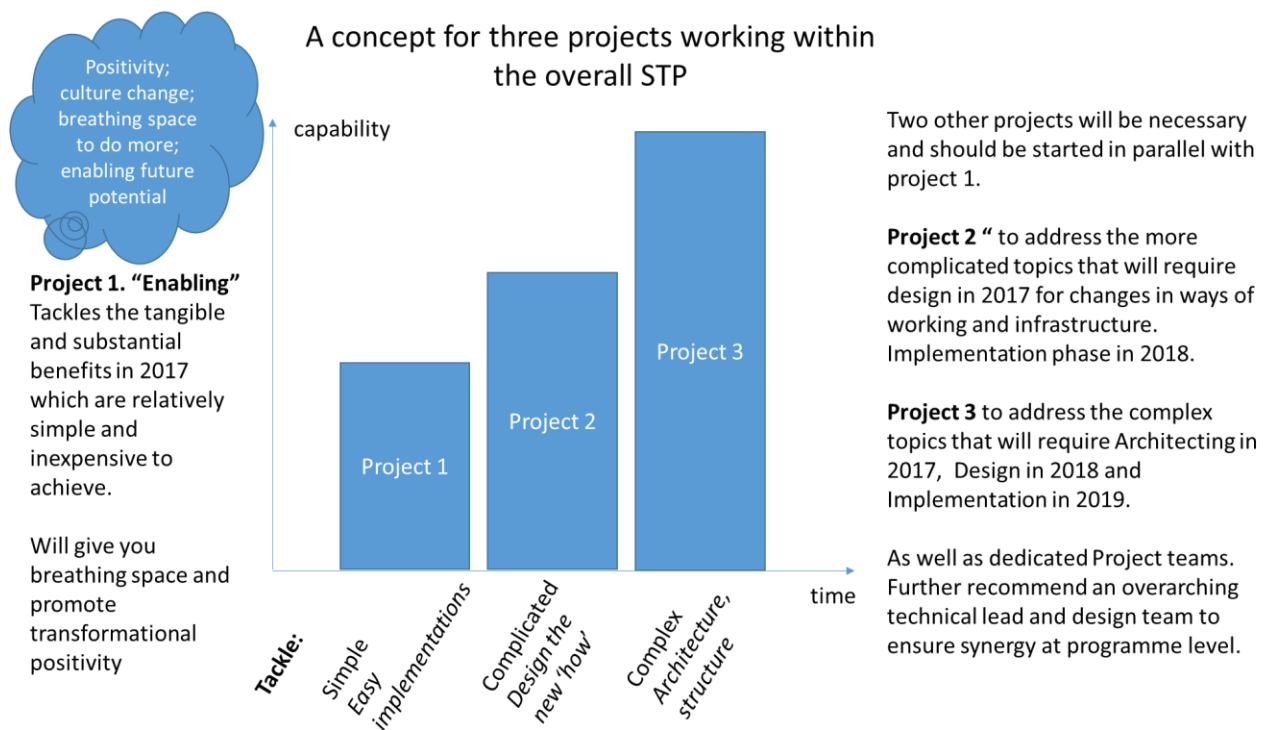 A concept for three projects working within
the overall STP
Positivity;
culture change;
breathing space
to do more;
enabling future
potential
Project 1. “Enabling”
Tackles the tangible
and substantial
benefits in 2017
which are relatively
simple and
inexpensive to
achieve.
Will give you
breathing space and
promote
transformational
positivity
capability
Project 1
Project 2
Project 3
time
Tackle:
Simple
Easy
implementations
Complicated
Design the
new ‘how’
Complex
Architecture,
structure
Two other projects will be necessary
and should be started in parallel with
project 1.
Project 2 “ to address the more
complicated topics that will require
design in 2017 for changes in ways of
working and infrastructure.
Implementation phase in 2018.
Project 3 to address the complex
topics that will require Architecting in
2017, Design in 2018 and
Implementation in 2019.
As well as dedicated Project teams.
Further recommend an overarching
technical lead and design team to
ensure synergy at programme level.